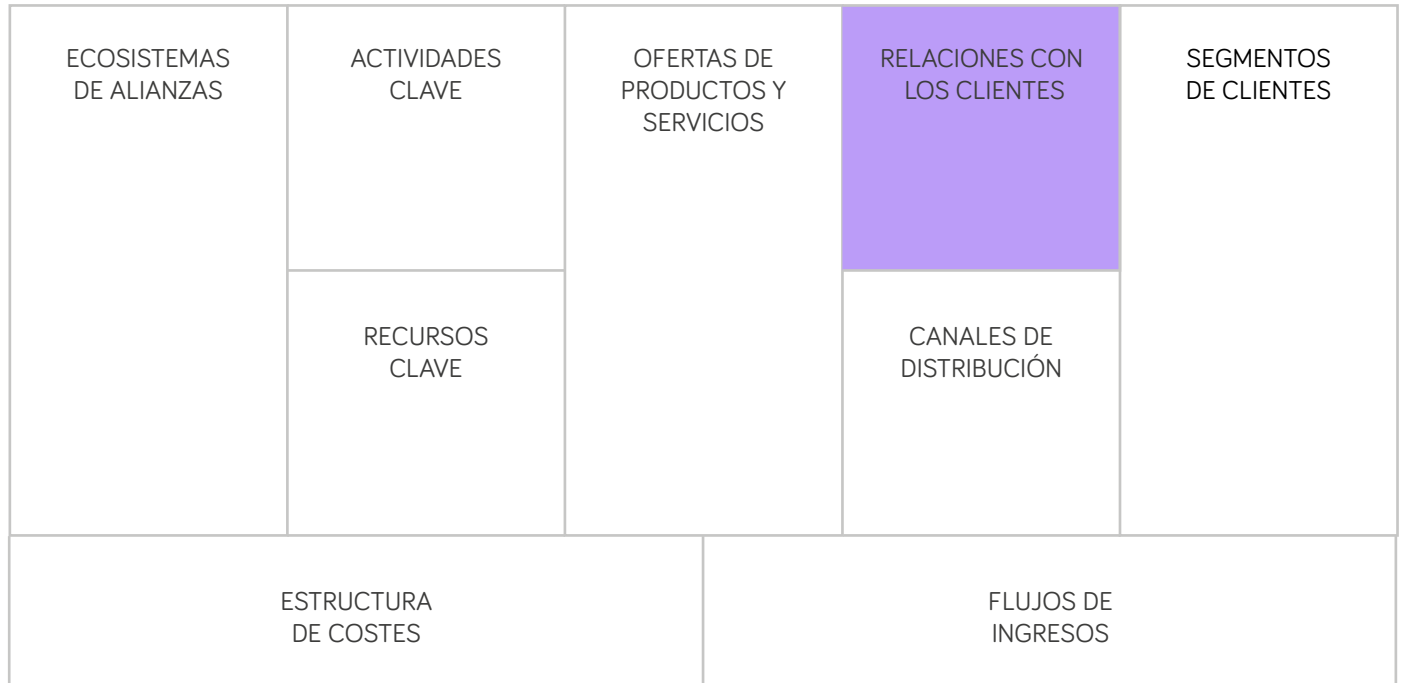 ECOSISTEMAS
DE ALIANZAS
ACTIVIDADES
CLAVE
OFERTAS DE
PRODUCTOS Y
SERVICIOS
RELACIONES CON
LOS CLIENTES
SEGMENTOS
DE CLIENTES
RECURSOS
CLAVE
CANALES DE
DISTRIBUCIÓN
ESTRUCTURA
DE COSTES
FLUJOS DE
INGRESOS